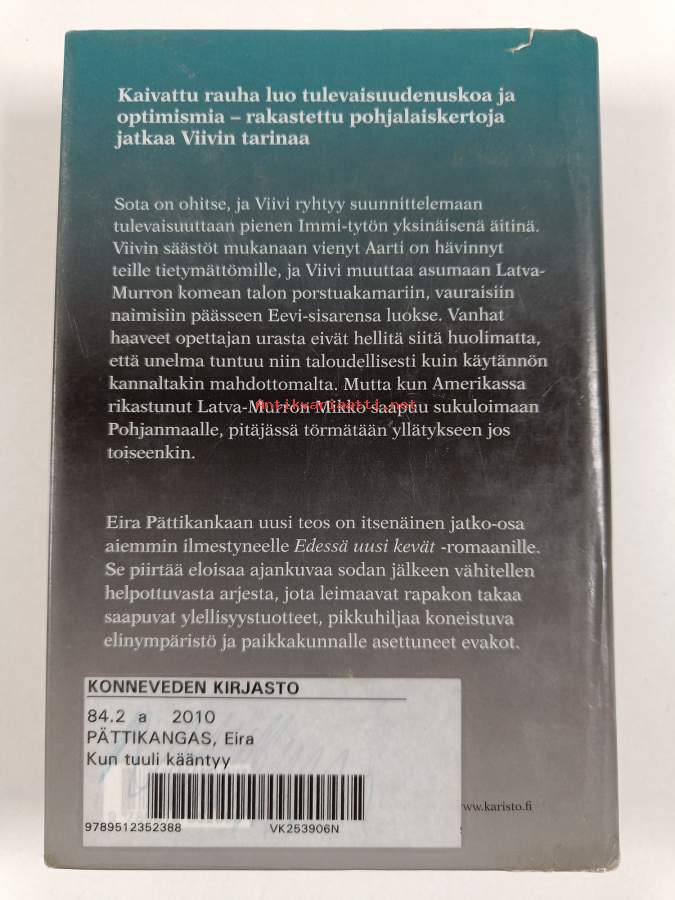 Kaivattu rauha luo tulevaisuudenuskoa ja
optimismia – rakastettu pohjalaiskertoja
jatkaa Viivin tarinaa
Sota on ohitse, ja Viivi ryhtyy suunnittelemaan
tulevaisuuttaan pienen Immi-tytön yksinäisenä äitinä.
Viivin säästöt mukanaan vienyt Aarti on hävinnyt
teille tietymättömille, ja Viivi muuttaa asumaan Latva-
Murron komean talon porstuakamariin, vauraisiin
naimisiin päässeen Eevi-sisarensa luokse. Vanhat
haaveet opettajan urasta eivät hellitä siitä huolimatta,
että unelma tuntuu niin taloudellisesti kuin käytännön
kannaltakin mahdottomalta. Mutta kun Amerikassa
rikastunut Latva-Murron Mikko saapuu sukuloimaan
Antikvariaatti.net
Pohjanmaalle, pitäjässä törmätään yllätykseen jos
toiseenkin.
Eira Pättikankaan uusi teos on itsenäinen jatko-osa
aiemmin ilmestyneelle Edessä uusi kevät -romaanille.
Se piirtää eloisaa ajankuvaa sodan jälkeen vähitellen
helpottuvasta arjesta, jota leimaavat rapakon takaa
saapuvat ylellisyystuotteet, pikkuhiljaa koneistuva
elinympäristö ja paikkakunnalle asettuneet evakot.
KONNEVEDEN KIRJASTO
84.2 a 2010
PÄTTIKANGAS, Eira
Kun tuuli kääntyy
9789512352388 VK253906N
www.karisto.fi